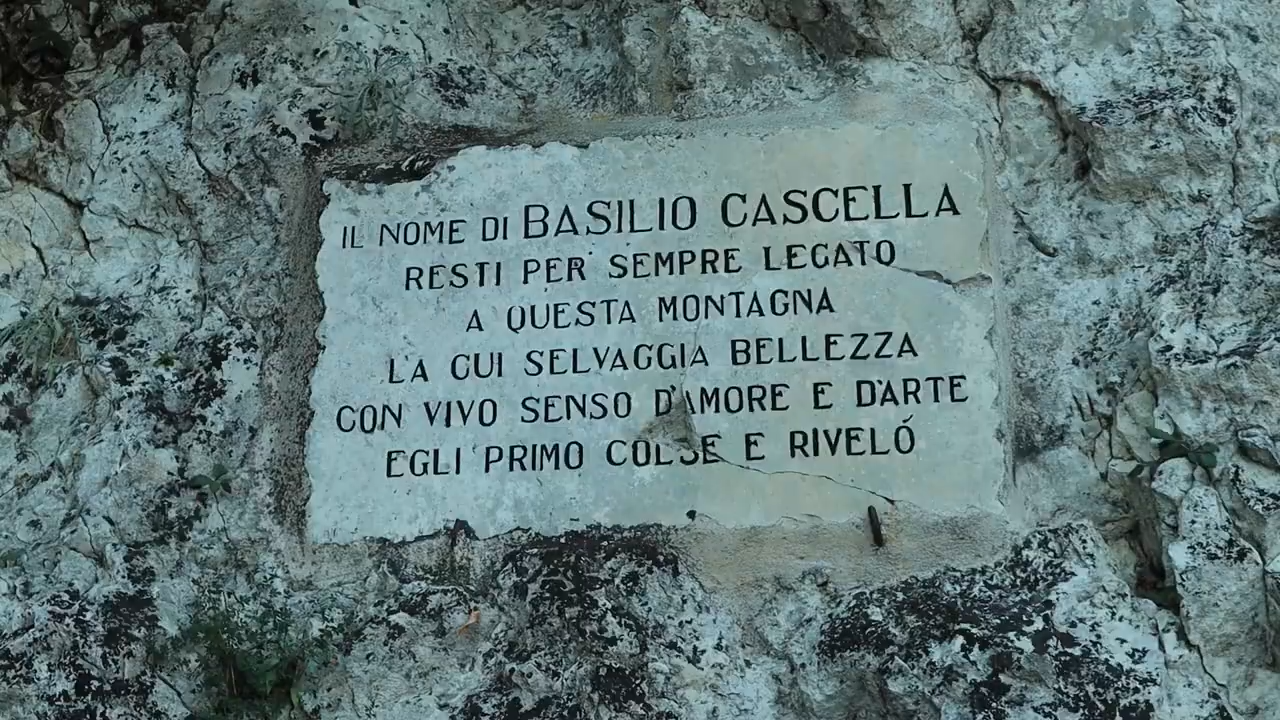 IL NOME DI BASILIO CASCELLA
RESTI PER SEMPRE LEGATO
A QUESTA MONTAGNA
LA CUI SELVAGGIA BELLEZZA
CON VIVO SENSO D'AMORE E D'ARTE
EGLI PRIMO COLSE E RIVELÓ